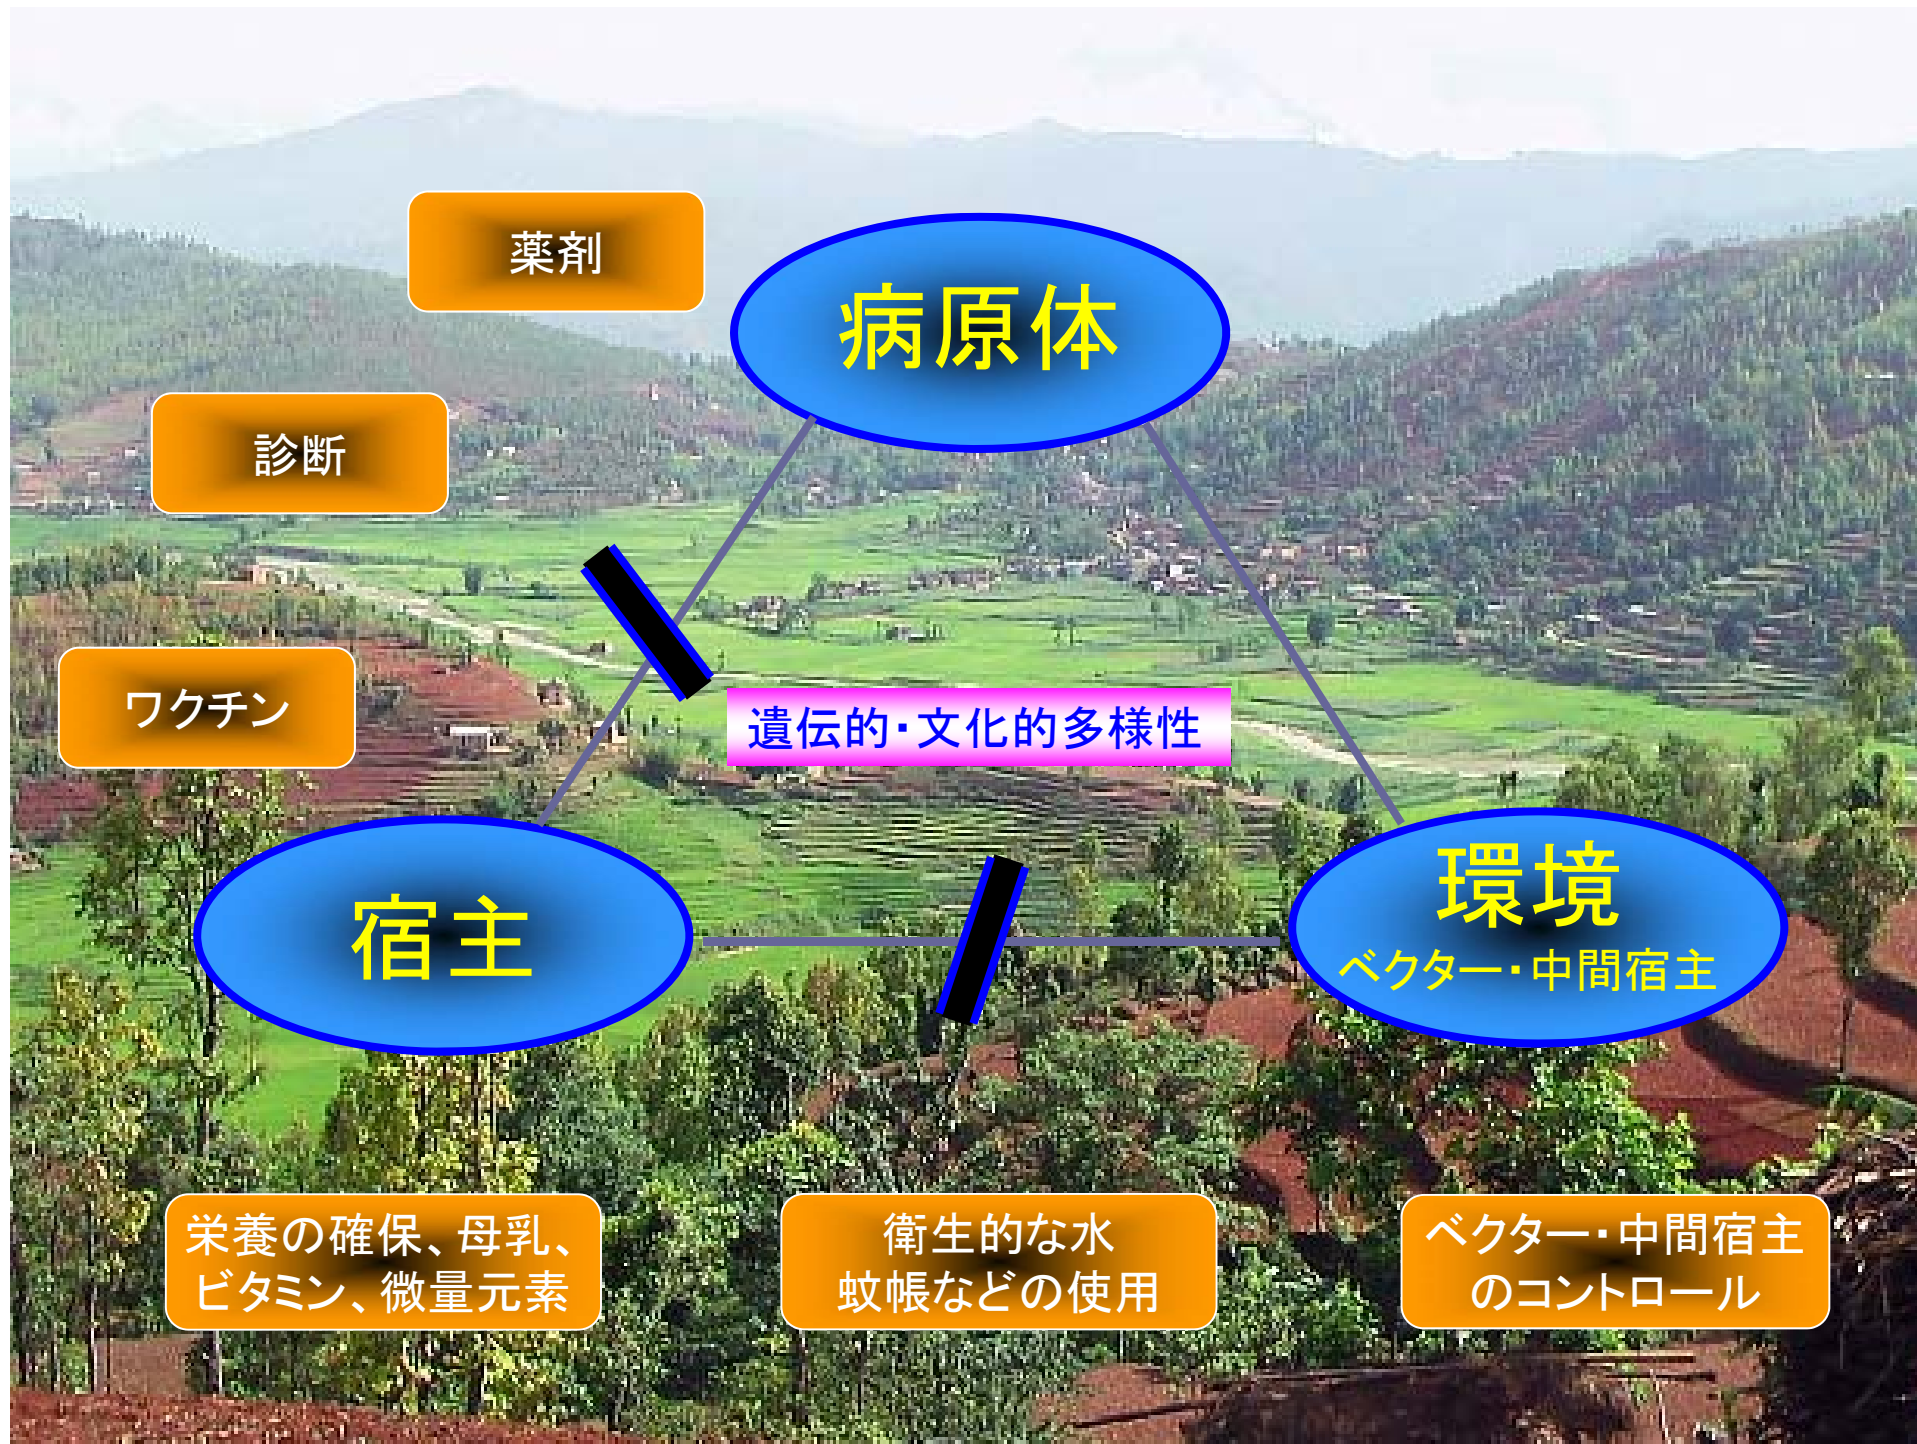 薬剤
病原体
診断
ワクチン
遺伝的・文化的多様性
宿主
環境
ベクター・中間宿主
栄養の確保、母乳、
ビタミン、微量元素
衛生的な水
蚊帳などの使用
ベクター・中間宿主
のコントロール